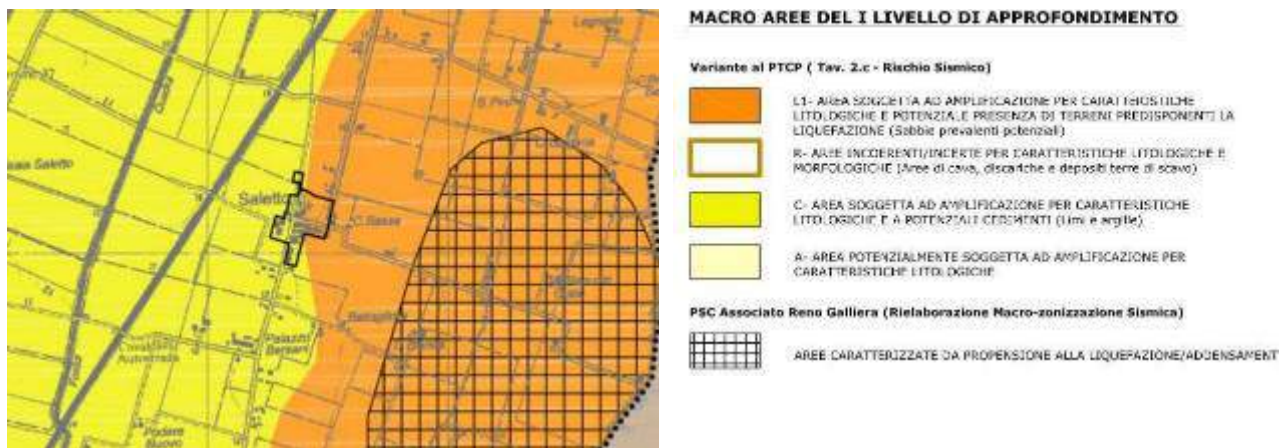 Saletto
Palazzo
Bersani
Podere
Nuovo
MACRO AREE DEL I LIVELLO DI APPROFONDIMENTO
Variante al PTCP ( Tav. 2.c - Rischio Sismico)
L1- AREA SOGGETTA AD AMPLIFICAZIONE PER CARATTERISTICHE
LITOLOGICHE E POTENZIALE PRESENZA DI TERRENI PREDISPONENTI LA
LIQUEFAZIONE (Sabbie prevalenti potenziali)
R- AREE INCOERENTI/INCERTE PER CARATTERISTICHE LITOLOGICHE E
MORFOLOGICHE (Aree di cava, discariche e depositi terre di scavo)
C- AREA SOGGETTA AD AMPLIFICAZIONE PER CARATTERISTICHE
LITOLOGICHE E A POTENZIALI CEDIMENTI (Limi e argille)
A- AREA POTENZIALMENTE SOGGETTA AD AMPLIFICAZIONE PER
CARATTERISTICHE LITOLOGICHE
PSC Associato Reno Galliera (Rielaborazione Macro-zonizzazione Sismica)
AREE CARATTERIZZATE DA PROPENSIONE ALLA LIQUEFAZIONE/ADDENSAMENT